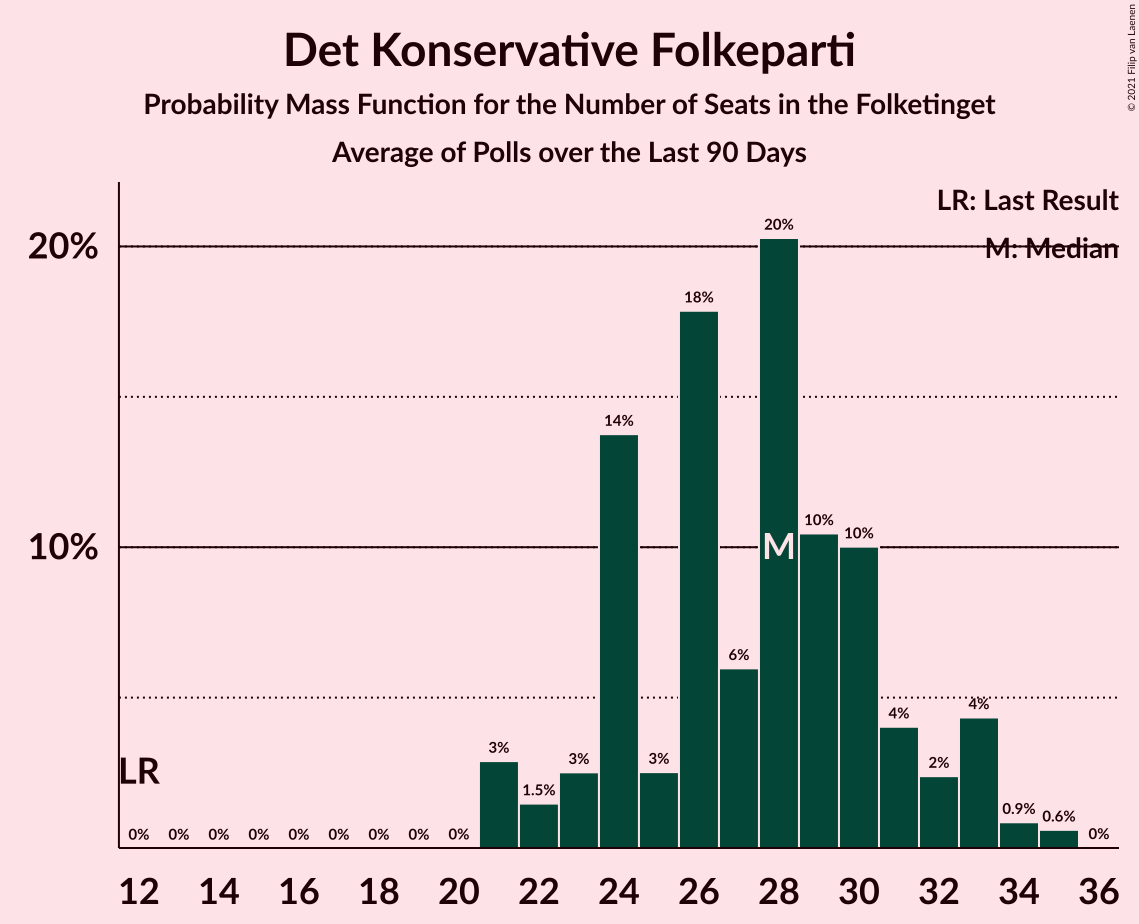 Det Konservative Folkeparti
Probability Mass Function for the Number of Seats in the Folketinget
Average of Polls over the Last 90 Days
© 2021 Filip van Laenen
LR: Last Result
M: Median
20%
10%
20%
18%
14%
10%
10%
M
6%
4%
4%
3%
3%
3%
2%
1.5%
0.9%
0.6%
LR
0% 0% 0% 0% 0% 0% 0% 0% 0% 0%
12 14 16 18 20 22 24 26 28 30 32 34 36